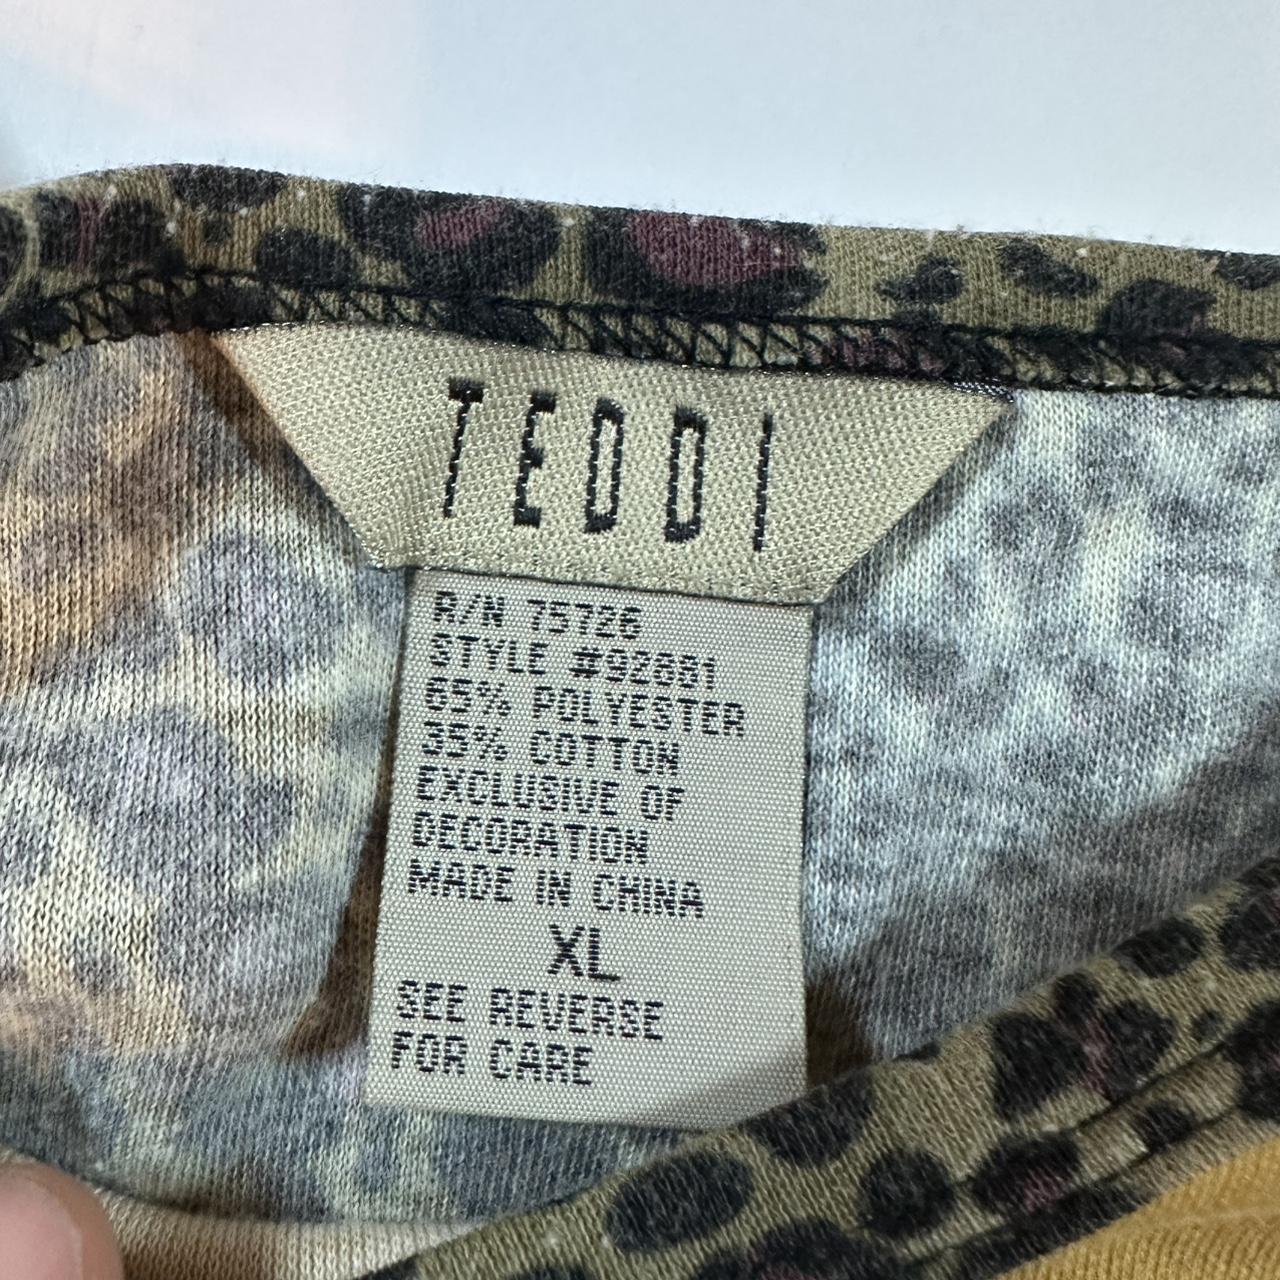 TEDDI
R/N 75726
STYLE #92881
65% POLYESTER
35% COTTON
EXCLUSIVE OF
DECORATION
MADE IN CHINA
XL
SEE REVERSE
FOR CARE